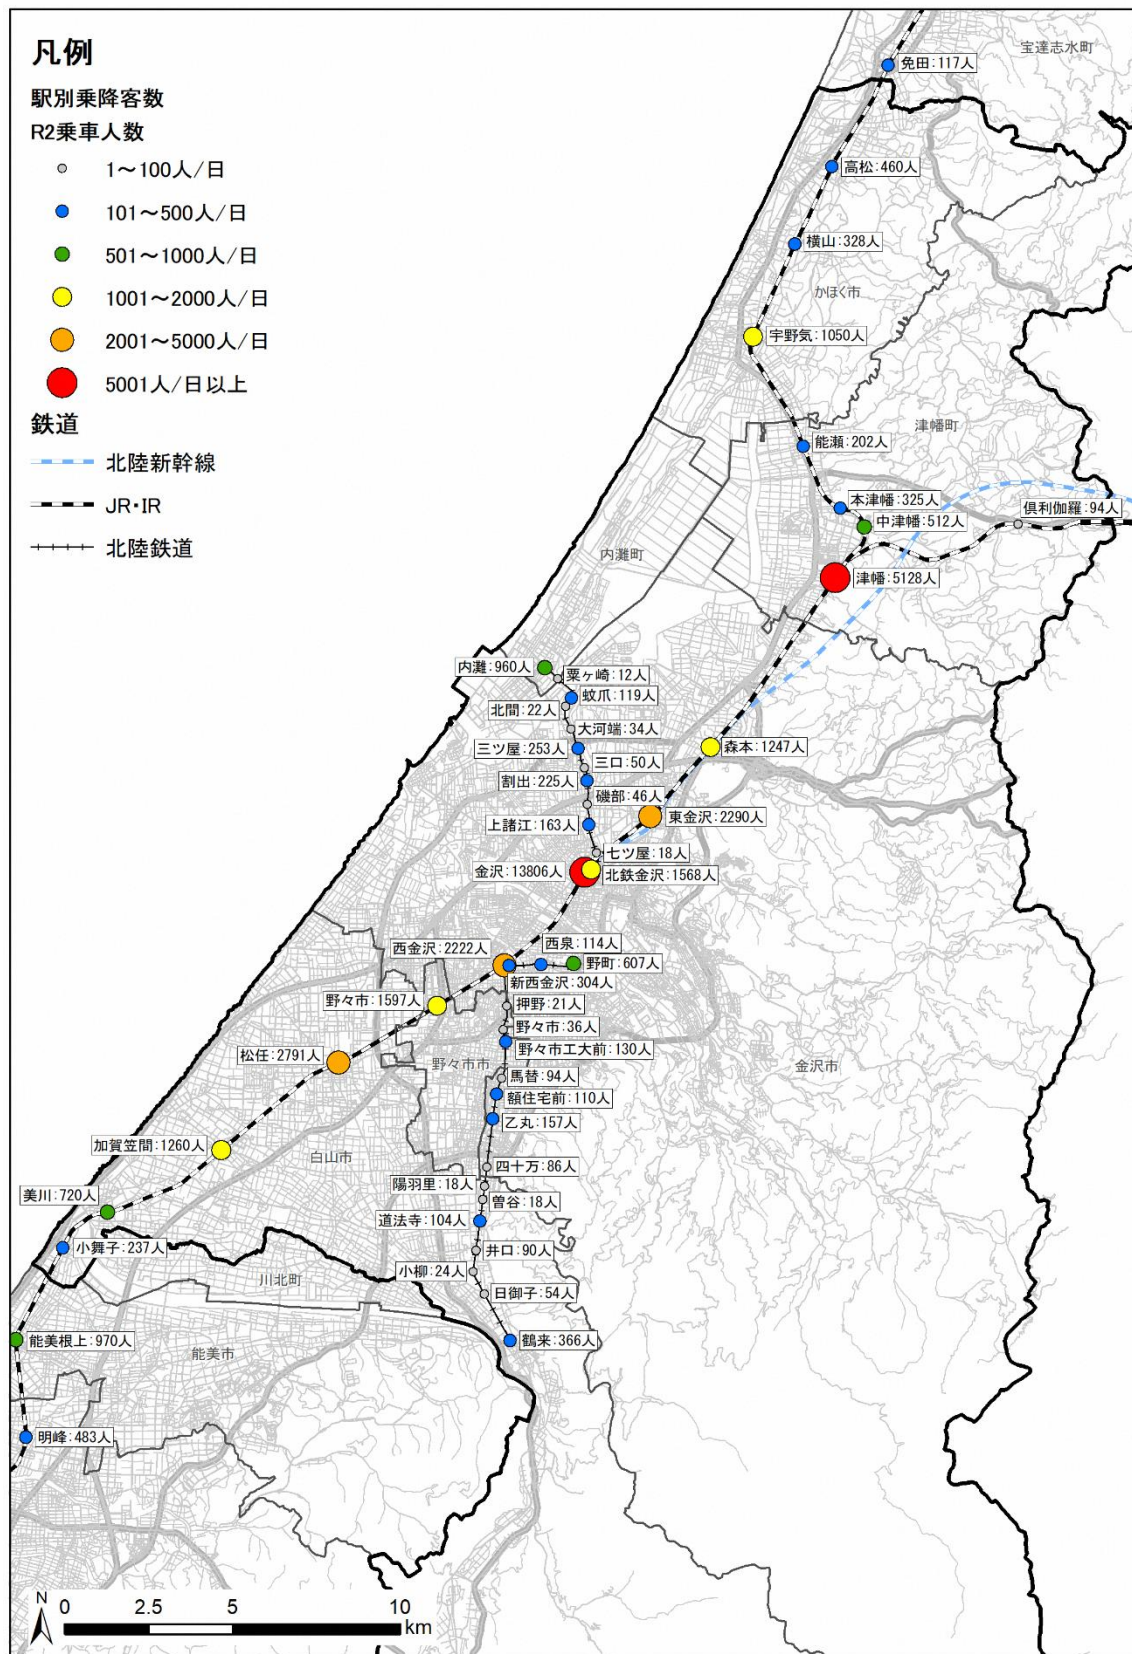 凡例
駅別乗降客数
R2乗車人数
1～100人/日
101～500人/日
501～1000人/日
1001～2000人/日
2001～5000人/日
5001人/日以上
鉄道
北陸新幹線
JR・IR
北陸鉄道
宝達志水町
免田：117人
高松：460人
横山：328人
かほく市
宇野気：1050人
津幡町
能瀬：202人
本津幡：325人
倶利伽羅：94人
中津幡：512人
内灘町
津幡：5128人
内灘：960人
粟ヶ崎：12人
蚊爪：119人
北間：22人
大河端：34人
三ツ屋：253人
森本：1247人
三口：50人
割出：225人
磯部：46人
東金沢：2290人
上諸江：163人
七ツ屋：18人
金沢：13806人
北鉄金沢：1568人
西泉：114人
西金沢：2222人
野町：607人
新西金沢：304人
野々市：1597人
押野：21人
野々市：36人
野々市工大前：130人
松任：2791人
野々市市
金沢市
馬替：94人
額住宅前：110人
乙丸：157人
加賀笠間：1260人
白山市
四十万：86人
陽羽里：18人
美川：720人
曽谷：18人
道法寺：104人
小舞子：237人
井口：90人
小柳：24人
川北町
日御子：54人
能美根上：970人
鶴来：366人
能美市
明峰：483人
N
0 2.5 5 10
km